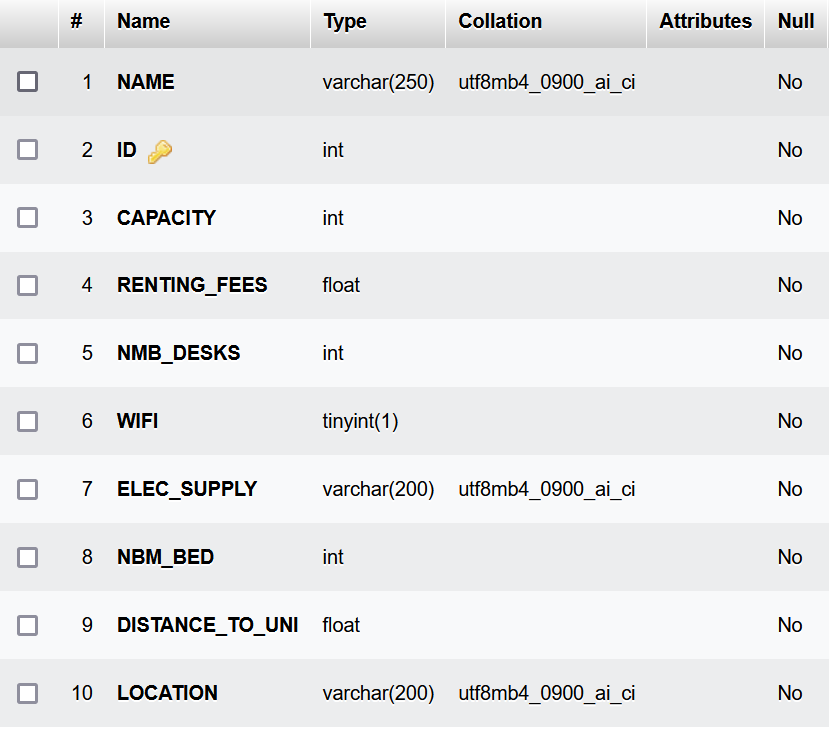 # Name Type Collation Attributes Null
1 NAME varchar(250) utf8mb4_0900_ai_ci No
2 ID int No
3 CAPACITY int No
4 RENTING_FEES float No
5 NMB_DESKS int No
6 WIFI tinyint(1) No
7 ELEC_SUPPLY varchar(200) utf8mb4_0900_ai_ci No
8 NBM_BED int No
9 DISTANCE_TO_UNI float No
10 LOCATION varchar(200) utf8mb4_0900_ai_ci No